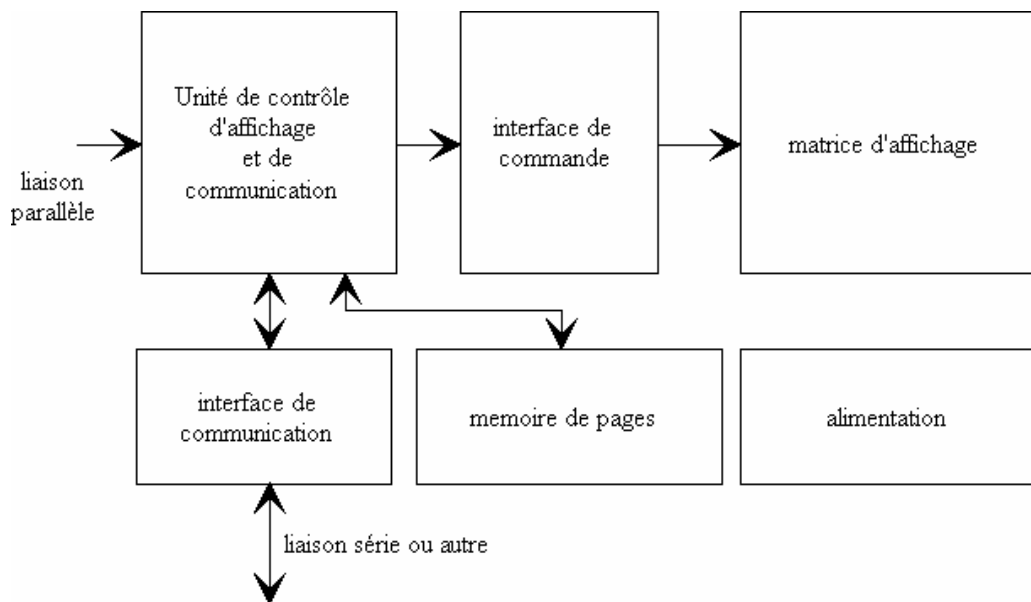 Unité de contrôle
d'affichage
et de
communication
interface de
commande
matrice d'affichage
liaison
parallèle
interface de
communication
memoire de pages
alimentation
liaison série ou autre